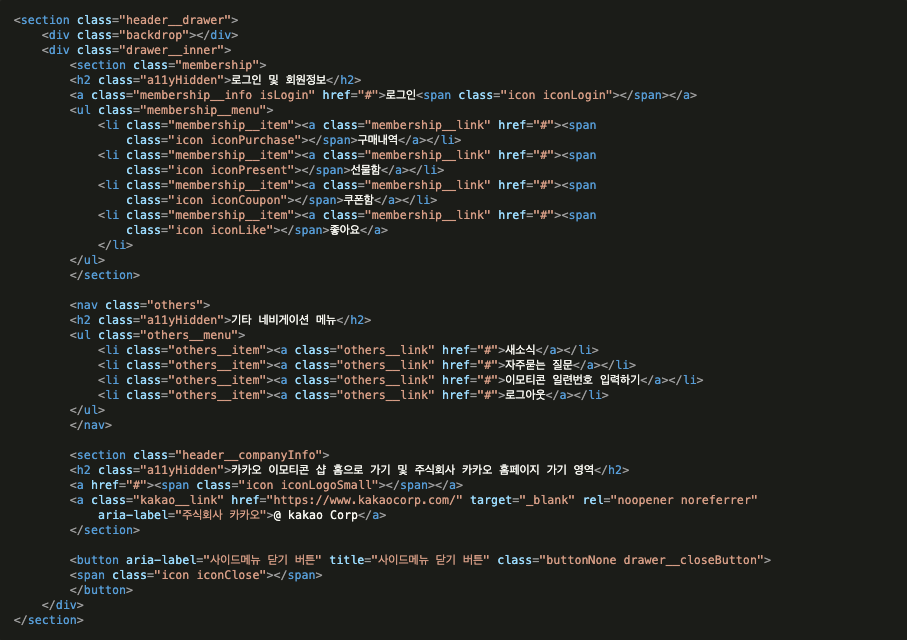 <section class="header__drawer">
<div class="backdrop"></div>
<div class="drawer__inner">
<section class="membership">
<h2 class="a11yHidden">로그인 및 회원정보</h2>
<a class="membership__info isLogin" href="#">로그인<span class="icon iconLogin"></span></a>
<ul class="membership__menu">
<li class="membership__item"><a class="membership__link" href="#"><span
class="icon iconPurchase"></span>구매내역</a></li>
<li class="membership__item"><a class="membership__link" href="#"><span
class="icon iconPresent"></span>선물함</a></li>
<li class="membership__item"><a class="membership__link" href="#"><span
class="icon iconCoupon"></span>쿠폰함</a></li>
<li class="membership__item"><a class="membership__link" href="#"><span
class="icon iconLike"></span>좋아요</a>
</li>
</ul>
</section>
<nav class="others">
<h2 class="a11yHidden">기타 네비게이션 메뉴</h2>
<ul class="others__menu">
<li class="others__item"><a class="others__link" href="#">새소식</a></li>
<li class="others__item"><a class="others__link" href="#">자주묻는 질문</a></li>
<li class="others__item"><a class="others__link" href="#">이모티콘 일련번호 입력하기</a></li>
<li class="others__item"><a class="others__link" href="#">로그아웃</a></li>
</ul>
</nav>
<section class="header__companyInfo">
<h2 class="a11yHidden">카카오 이모티콘 샵 홈으로 가기 및 주식회사 카카오 홈페이지 가기 영역</h2>
<a href="#"><span class="icon iconLogoSmall"></span></a>
<a class="kakao__link" href="https://www.kakaocorp.com/" target="_blank" rel="noopener noreferrer"
aria-label="주식회사 카카오">@ kakao Corp</a>
</section>
<button aria-label="사이드메뉴 닫기 버튼" title="사이드메뉴 닫기 버튼" class="buttonNone drawer__closeButton">
<span class="icon iconClose"></span>
</button>
</div>
</section>